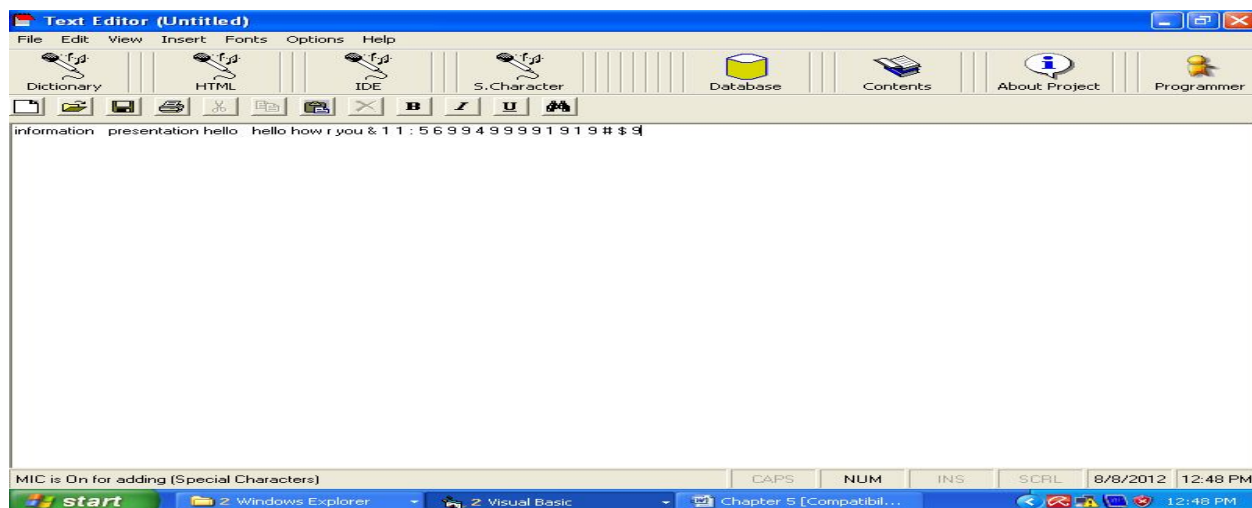 Text Editor (Untitled)
File Edit View Insert Fonts Options Help
Dictionary HTML IDE S.Character Database Contents About Project Programmer
B I U
information presentation hello hello how r you & 1 1 : 5 6 9 9 4 9 9 9 9 1 9 1 9 # $ 9
MIC is On for adding (Special Characters) CAPS NUM INS SCRL 8/8/2012 12:48 PM
start 2 Windows Explorer 2 Visual Basic Chapter 5 [Compatibil... 12:48 PM